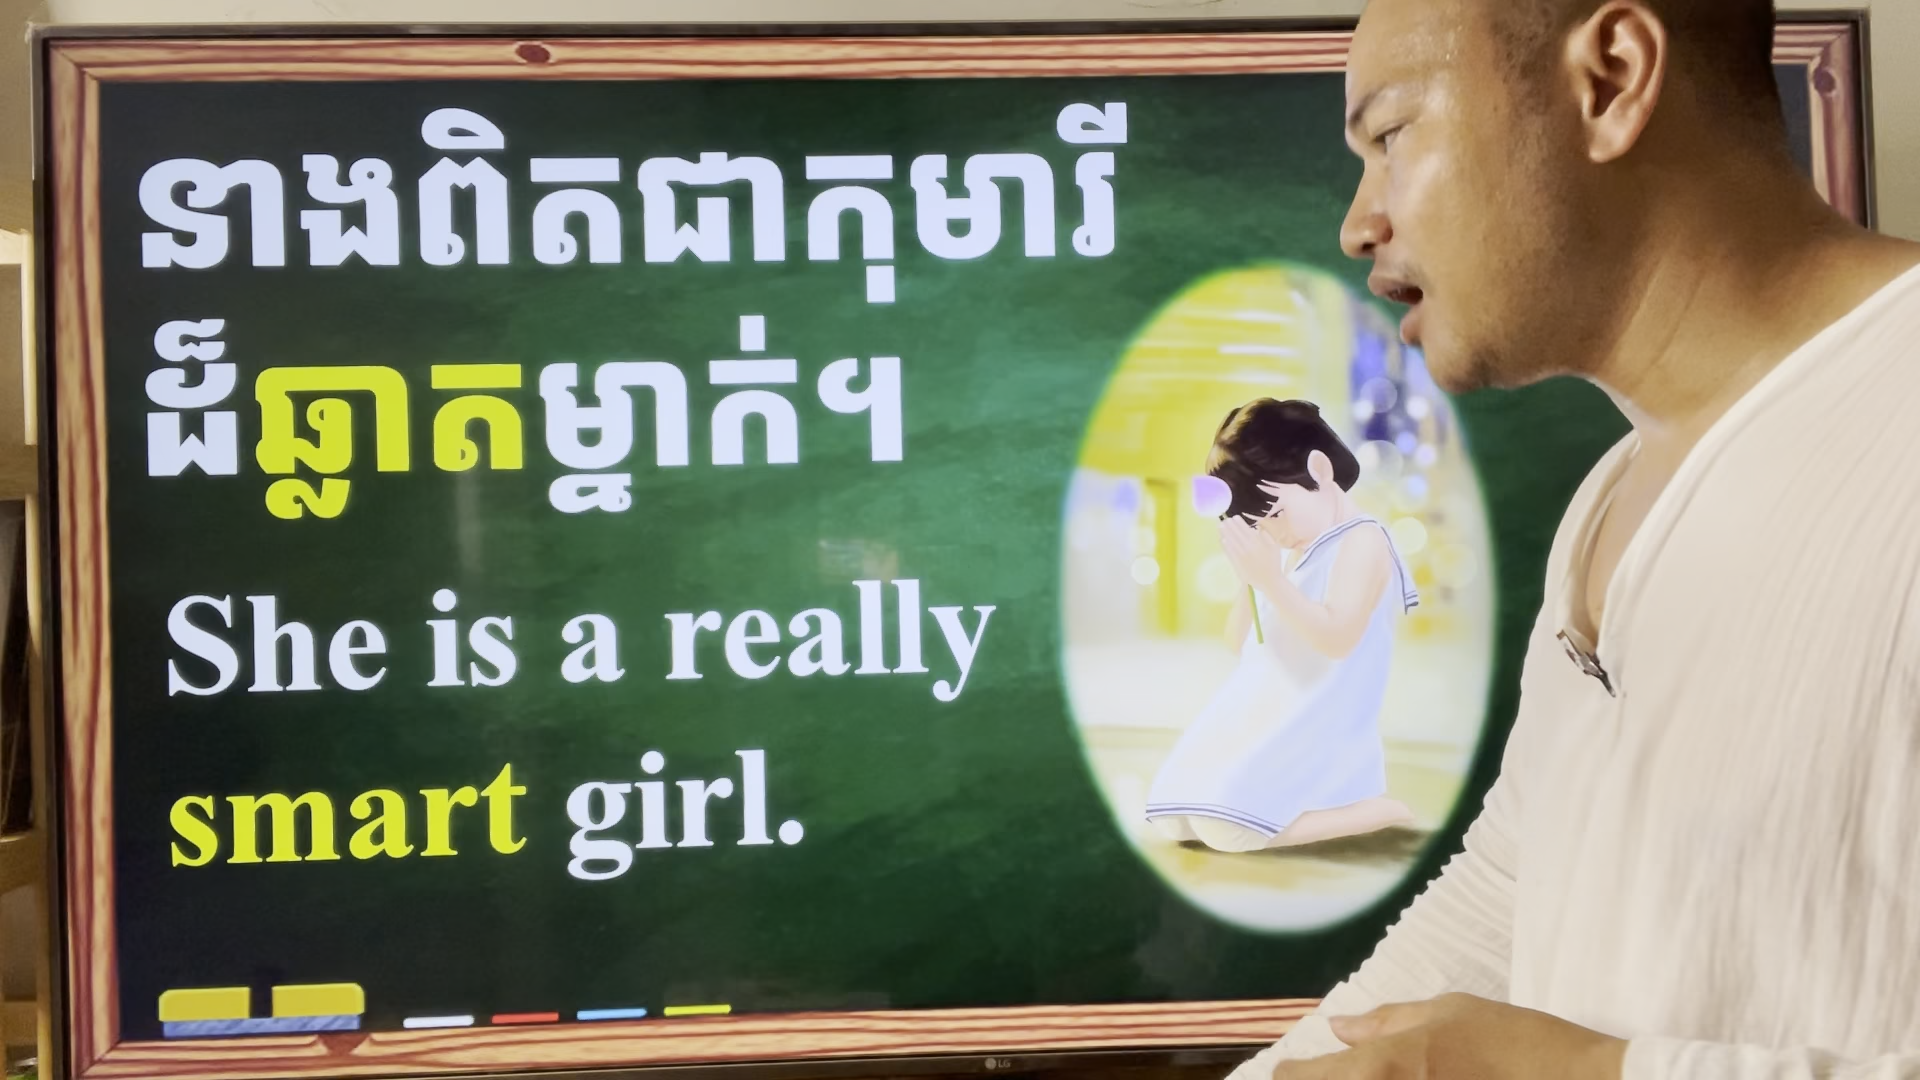 នាងពិតជាកុមារី
ដ៏ឆ្លាតម្នាក់។
She is a really
smart girl.
LG